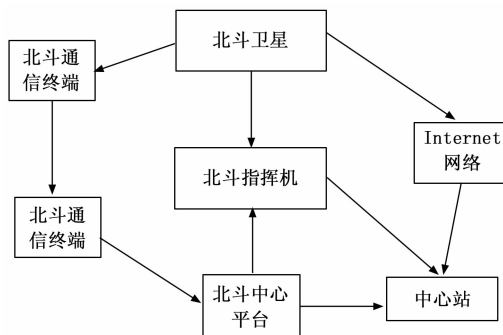 北斗卫星
北斗通
信终端
Internet
网络
北斗指挥机
北斗通
信终端
北斗中心
平台
中心站